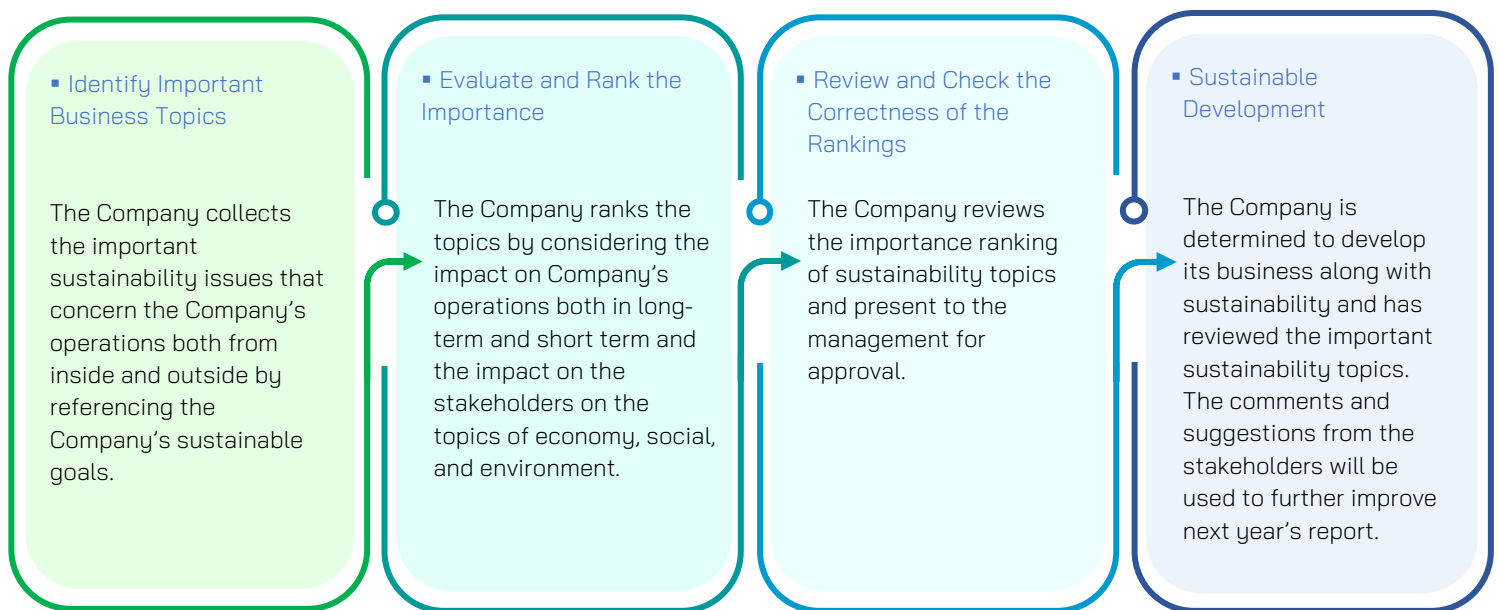 ▪ Identify Important
Business Topics
The Company collects
the important
sustainability issues that
concern the Company's
operations both from
inside and outside by
referencing the
Company's sustainable
goals.
▪ Evaluate and Rank the
Importance
The Company ranks the
topics by considering the
impact on Company's
operations both in long-
term and short term and
the impact on the
stakeholders on the
topics of economy, social,
and environment.
▪ Review and Check the
Correctness of the
Rankings
The Company reviews
the importance ranking
of sustainability topics
and present to the
management for
approval.
▪ Sustainable
Development
The Company is
determined to develop
its business along with
sustainability and has
reviewed the important
sustainability topics.
The comments and
suggestions from the
stakeholders will be
used to further improve
next year's report.